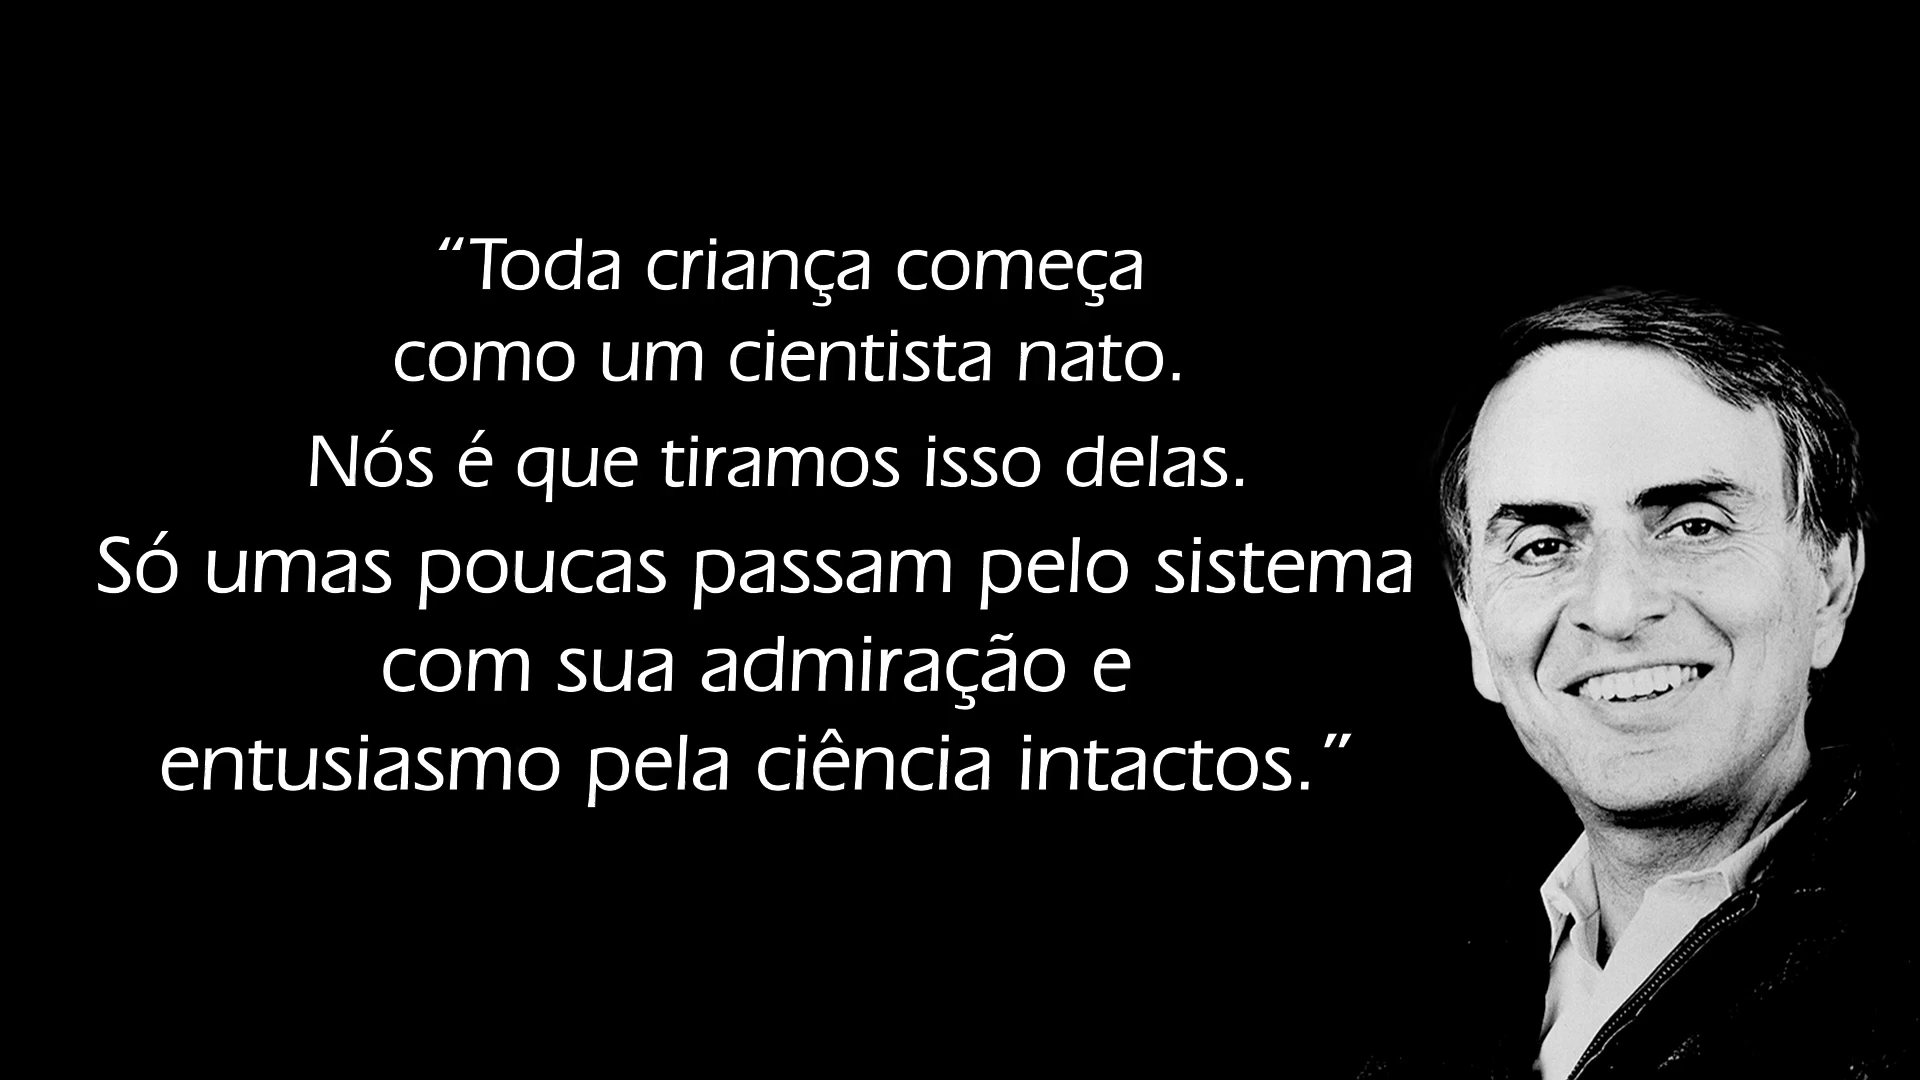 “Toda criança começa
como um cientista nato.
Nós é que tiramos isso delas.
Só umas poucas passam pelo sistema
com sua admiração e
entusiasmo pela ciência intactos.”